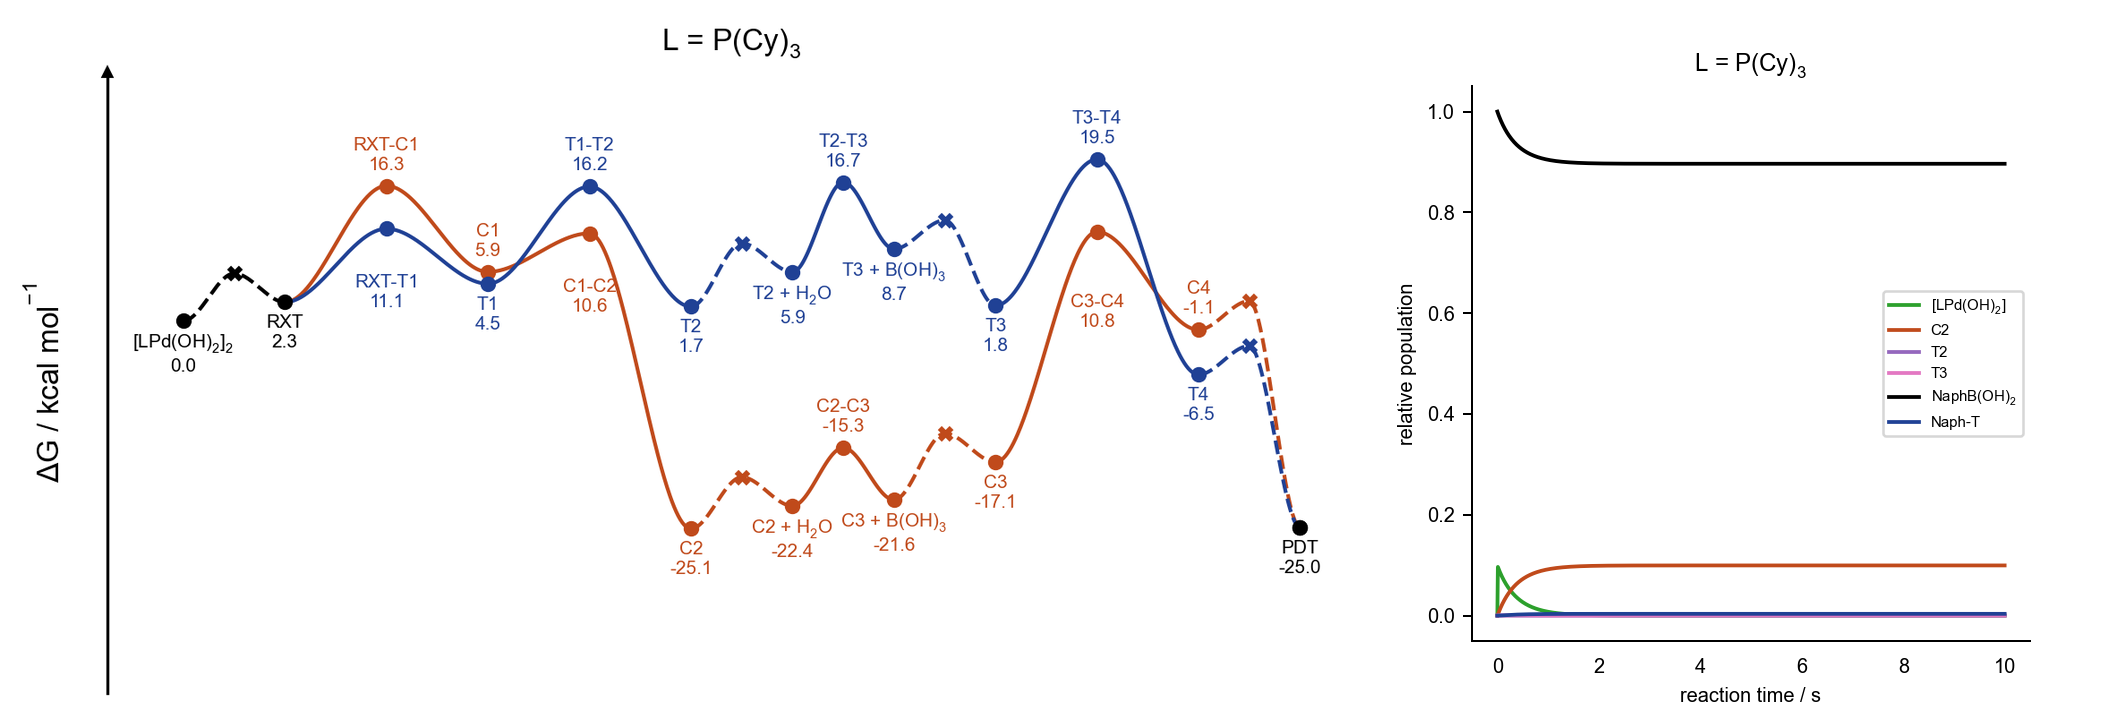 L = P(Cy)₃
ΔG / kcal mol⁻¹
[LPd(OH)₂]₂
0.0
RXT
2.3
RXT-C1
16.3
RXT-T1
11.1
C1
5.9
T1
4.5
T1-T2
16.2
C1-C2
10.6
T2
1.7
C2
-25.1
T2 + H₂O
5.9
C2 + H₂O
-22.4
T2-T3
16.7
C2-C3
-15.3
T3 + B(OH)₃
8.7
C3 + B(OH)₃
-21.6
T3
1.8
C3
-17.1
T3-T4
19.5
C3-C4
10.8
C4
-1.1
T4
-6.5
PDT
-25.0
L = P(Cy)₃
relative population
1.0
0.8
0.6
0.4
0.2
0.0
[LPd(OH)₂]
C2
T2
T3
NaphB(OH)₂
Naph-T
0 2 4 6 8 10
reaction time / s